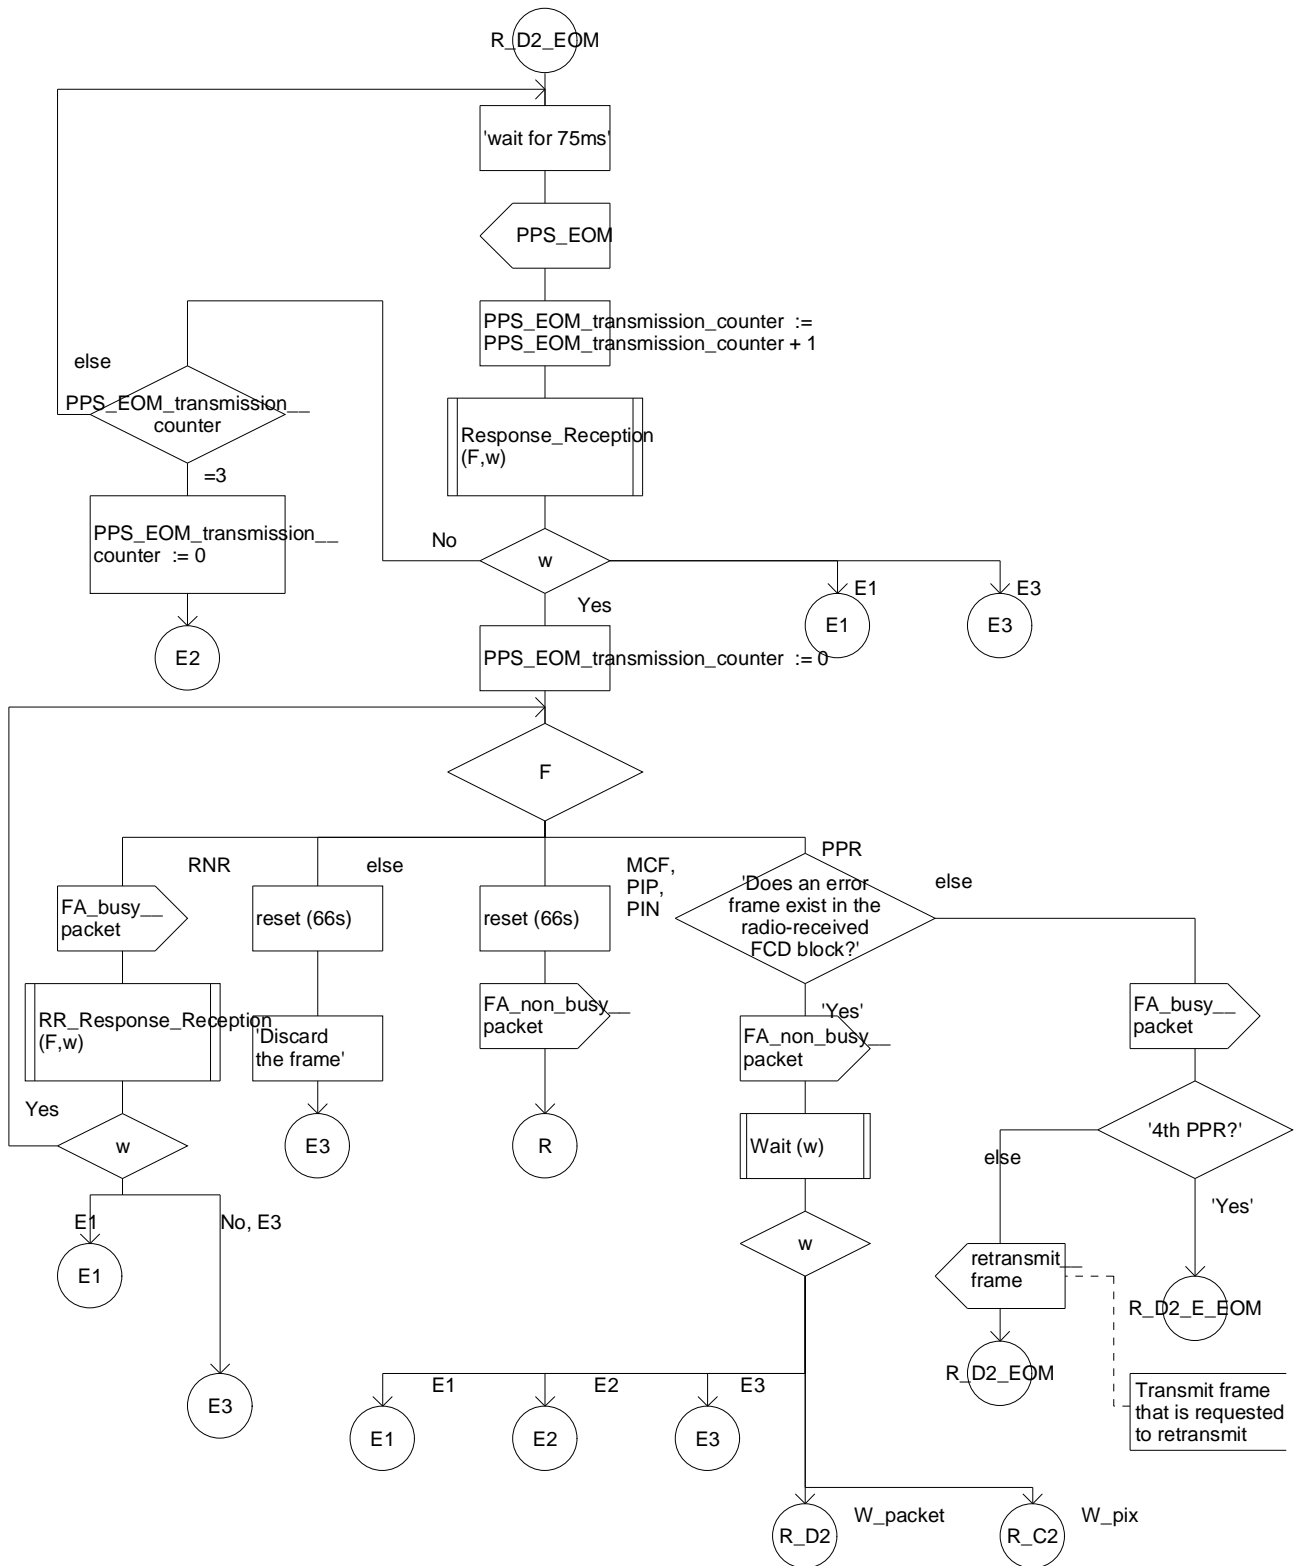 R_D2_EOM
'wait for 75ms'
PPS_EOM
PPS_EOM_transmission_counter :=
PPS_EOM_transmission_counter + 1
else
PPS_EOM_transmission__
counter
Response_Reception
(F,w)
=3
PPS_EOM_transmission__
counter := 0
No
w
E1
E3
Yes
E1
E3
E2
PPS_EOM_transmission_counter := 0
F
RNR
else
MCF,
PIP,
PIN
PPR
'Does an error
frame exist in the
radio-received
FCD block?'
else
FA_busy__
packet
reset (66s)
reset (66s)
'Yes'
RR_Response_Reception
(F,w)
'Discard
the frame'
FA_non_busy__
packet
FA_non_busy__
packet
FA_busy__
packet
Yes
w
E3
R
Wait (w)
'4th PPR?'
else
'Yes'
E1
No, E3
w
E1
retransmit__
frame
R_D2_E_EOM
E1
E2
E3
R_D2_EOM
E3
E1
E2
E3
Transmit frame
that is requested
to retransmit
W_packet
W_pix
R_D2
R_C2